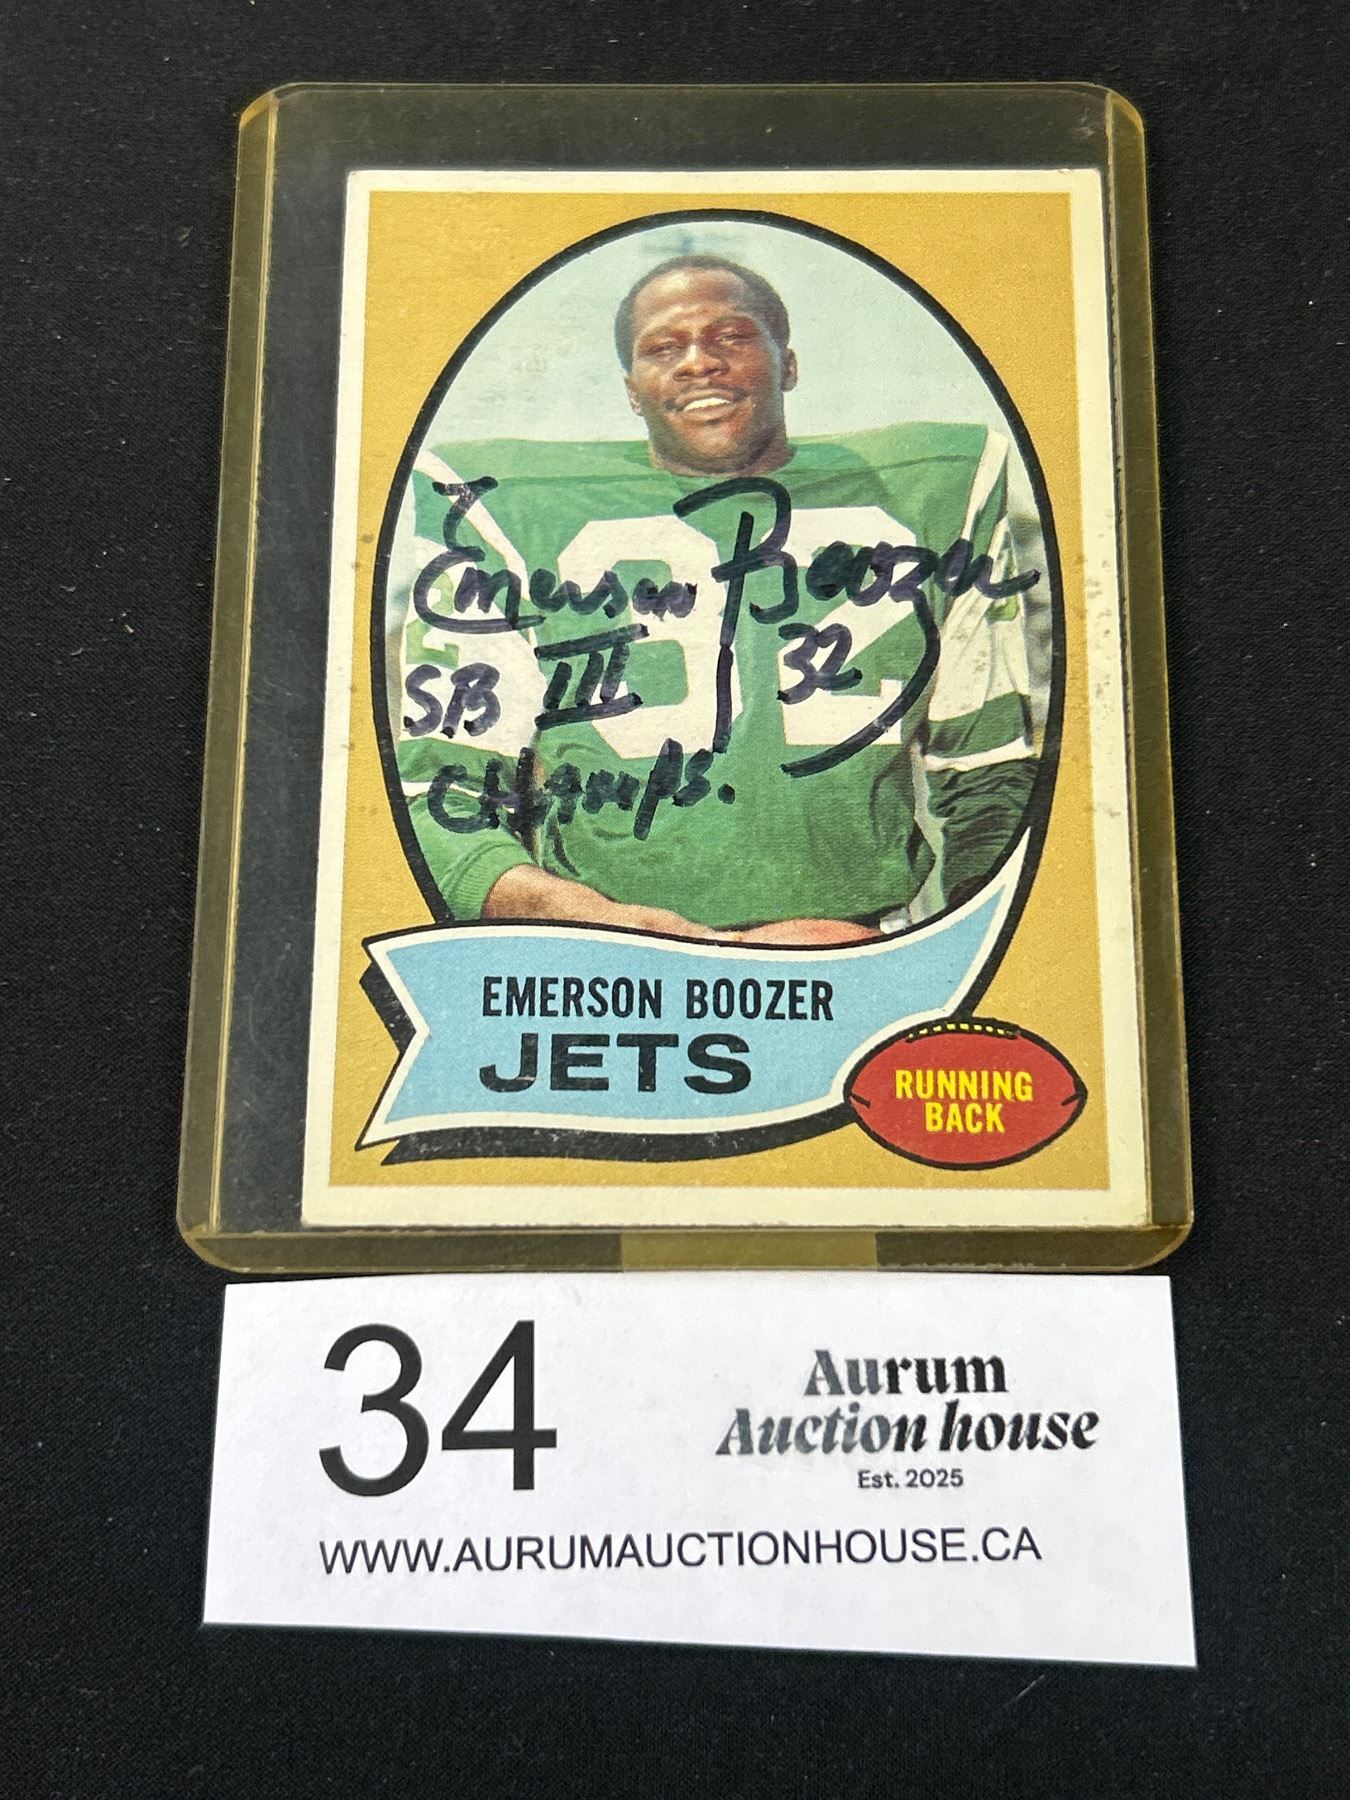 Emerson Boozer
SB III 32
Champs.
EMERSON BOOZER
JETS
RUNNING
BACK
34
Aurum
Auction house
Est. 2025
WWW.AURUMAUCTIONHOUSE.CA